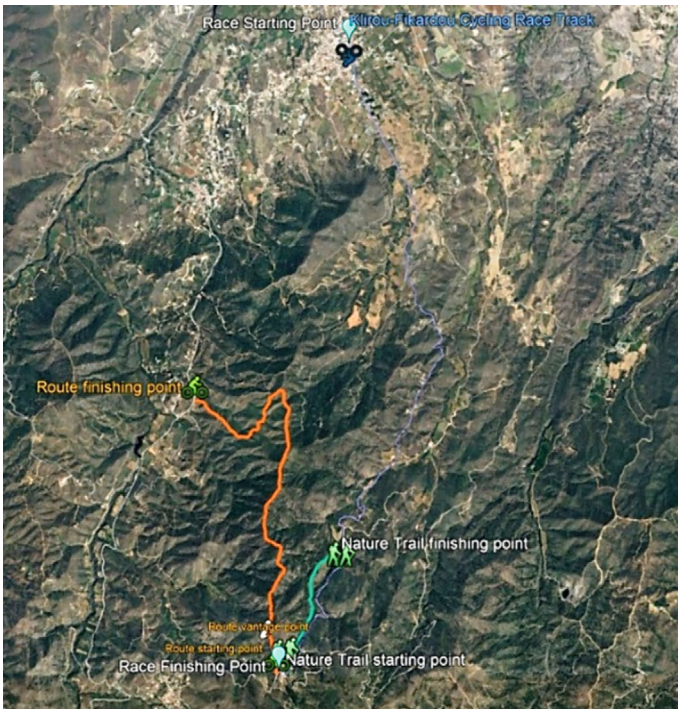 Race Starting Point
Klirou-Fikardou Cycling Race Track
Route finishing point
Nature Trail finishing point
Route vantage point
Route starting point
Race Finishing Point
Nature Trail starting point